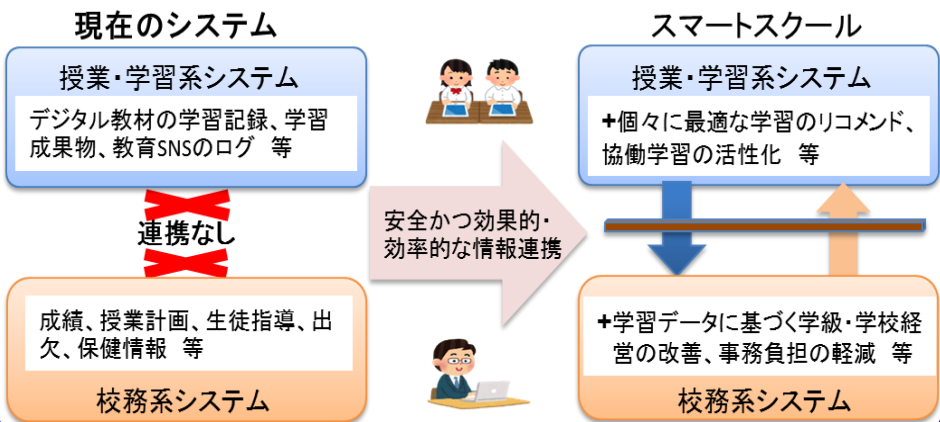 現在のシステム
授業・学習系システム
デジタル教材の学習記録、学習
成果物、教育SNSのログ 等
連携なし
成績、授業計画、生徒指導、出
欠、保健情報 等
校務系システム
安全かつ効果的・
効率的な情報連携
スマートスクール
授業・学習系システム
+個々に最適な学習のリコメンド、
協働学習の活性化 等
+学習データに基づく学級・学校経
営の改善、事務負担の軽減 等
校務系システム